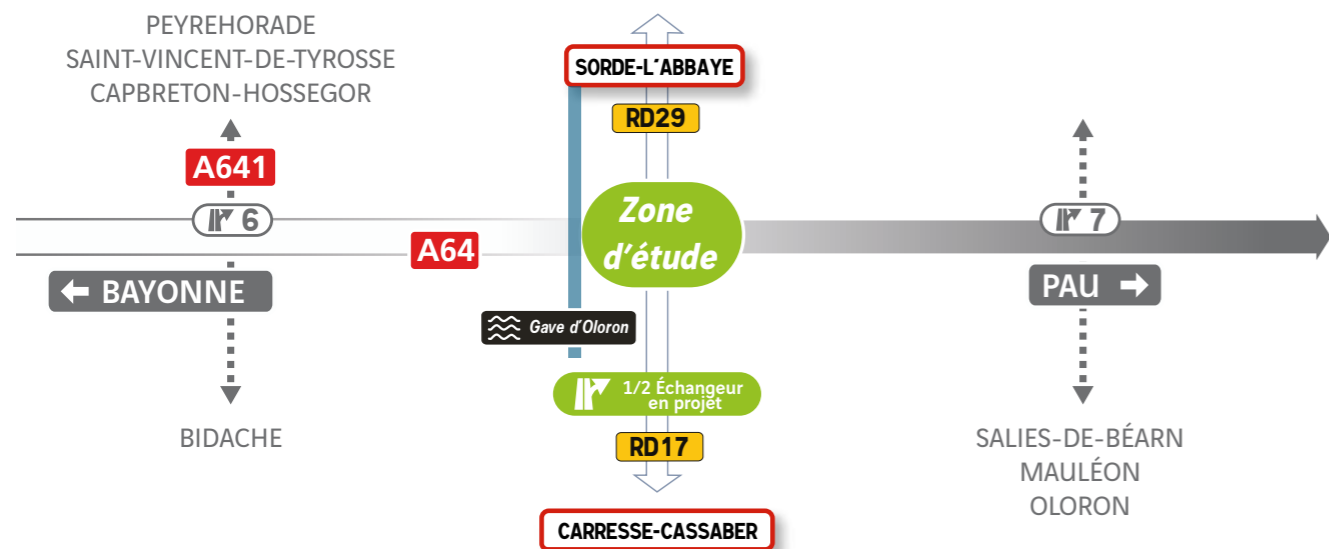 PEYREHORADE
SAINT-VINCENT-DE-TYROSSE
CAPBRETON-HOSSEGOR
SORDE-L'ABBAYE
RD29
A641
6
Zone
d'étude
7
A64
← BAYONNE
PAU →
Gave d'Oloron
1/2 Échangeur
en projet
BIDACHE
RD17
SALIES-DE-BÉARN
MAULÉON
OLORON
CARRESSE-CASSABER